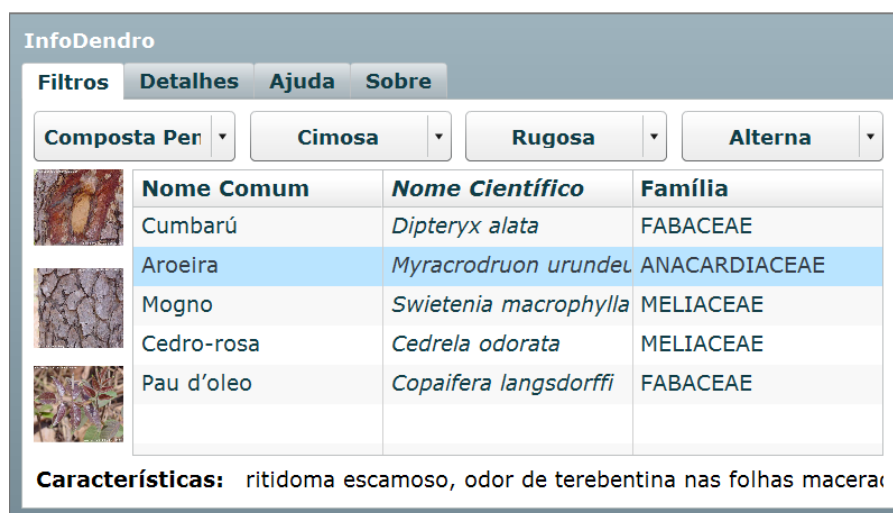 InfoDendro
Filtros Detalhes Ajuda Sobre
Composta Pen Cimosa Rugosa Alterna
Nome Comum Nome Científico Família
Cumbarú Dipteryx alata FABACEAE
Aroeira Myracrodruon urundeu ANACARDIACEAE
Mogno Swietenia macrophylla MELIACEAE
Cedro-rosa Cedrela odorata MELIACEAE
Pau d’oleo Copaifera langsdorffi FABACEAE
Características: ritidoma escamoso, odor de terebentina nas folhas macerad